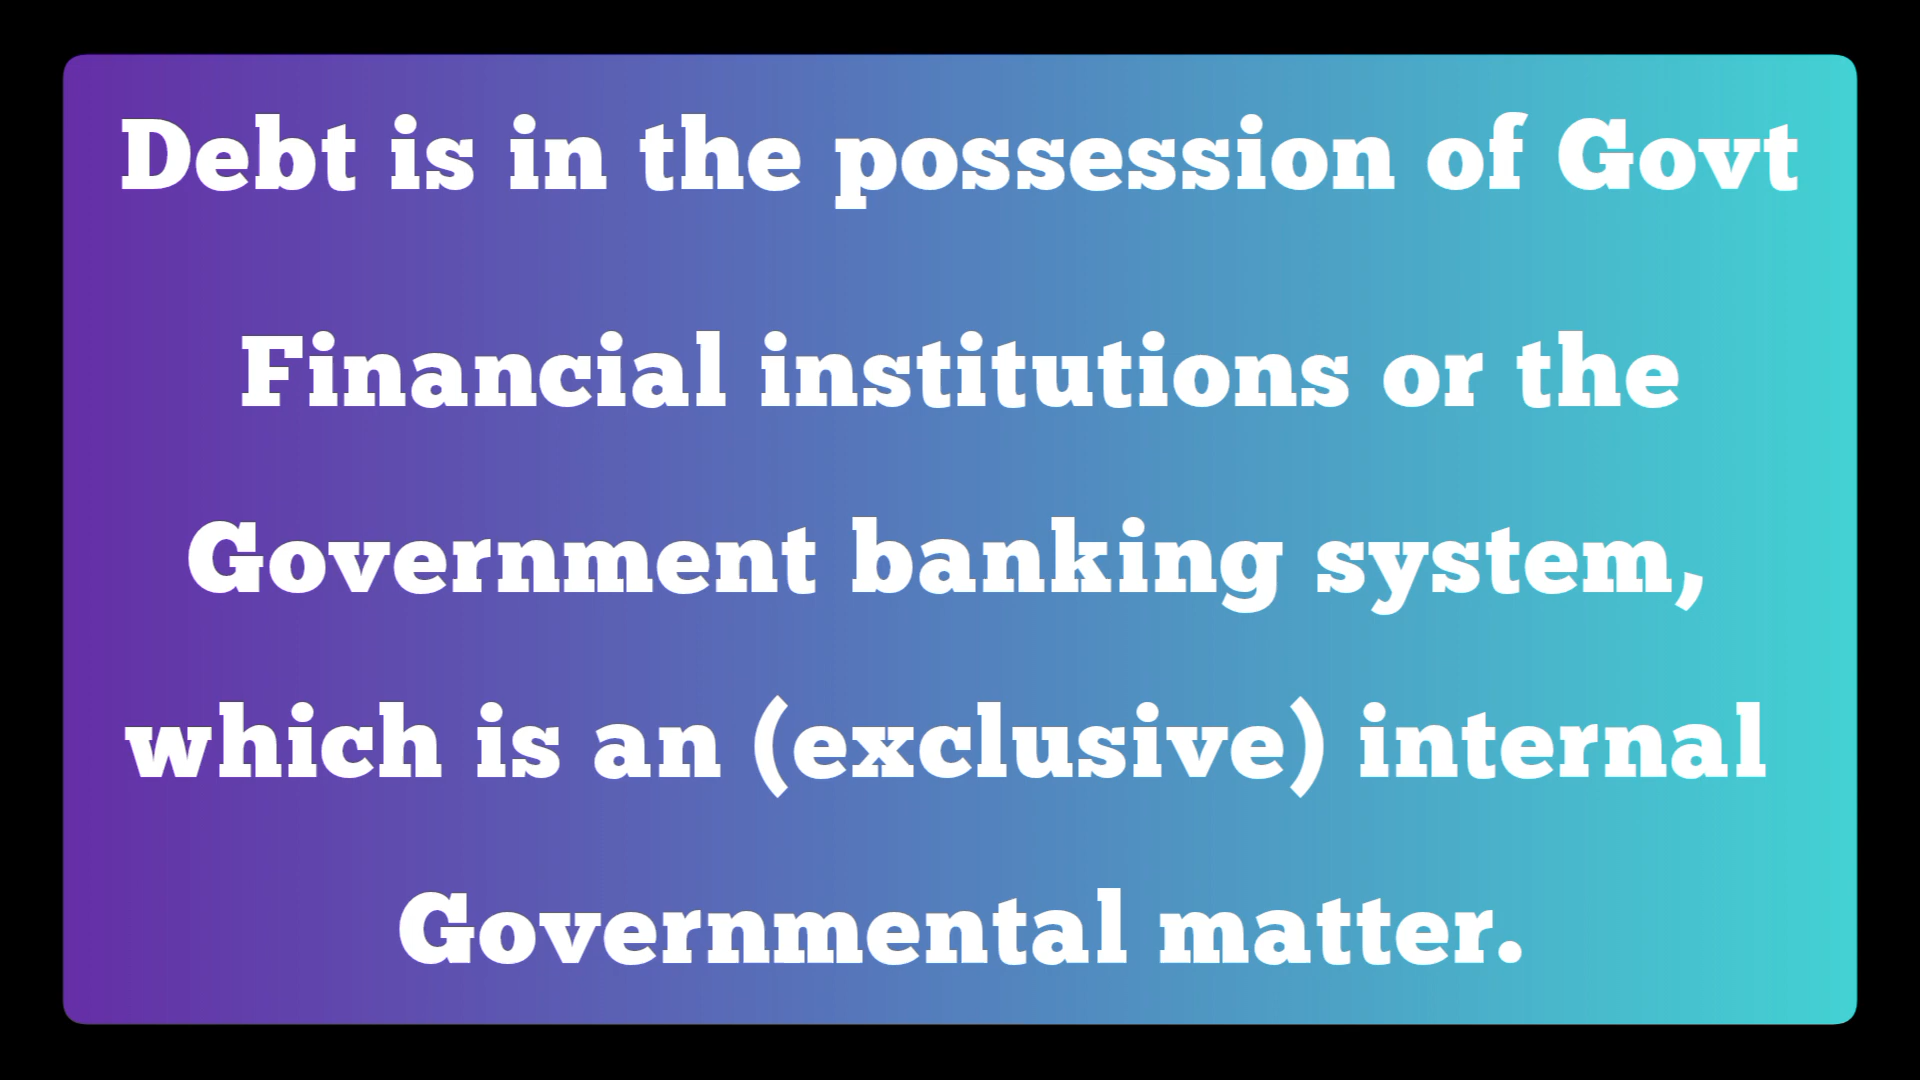 Debt is in the possession of Govt
Financial institutions or the
Government banking system,
which is an (exclusive) internal
Governmental matter.